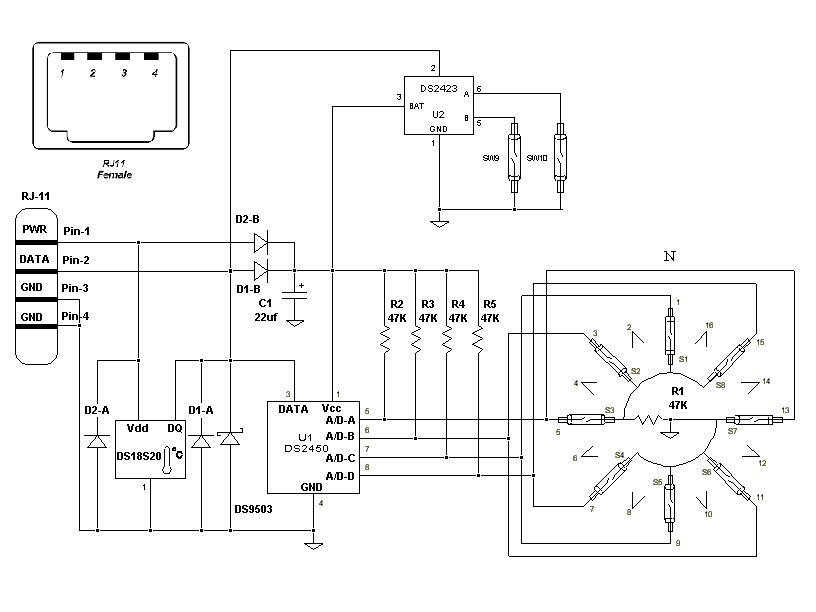 1 2 3 4
RJ11
Female
RJ-11
PWR Pin-1
DATA Pin-2
GND Pin-3
GND Pin-4
2
DS2423
3 BAT A 6
U2 B 5
GND
1
SW9 SW10
D2-B
D1-B
+
C1
22uf
R2 R3 R4 R5
47K 47K 47K 47K
D2-A
Vdd DQ
DS18S20 °C
1
D1-A
DS9503
3 1
DATA Vcc
A/D-A 5
U1 A/D-B 6
DS2450
A/D-C 7
A/D-D 8
GND
4
N
1
S1
2
3
S2
4
5
S3
6
7
S4
8
9
S5
10
11
S6
12
13
S7
14
15
S8
16
R1
47K